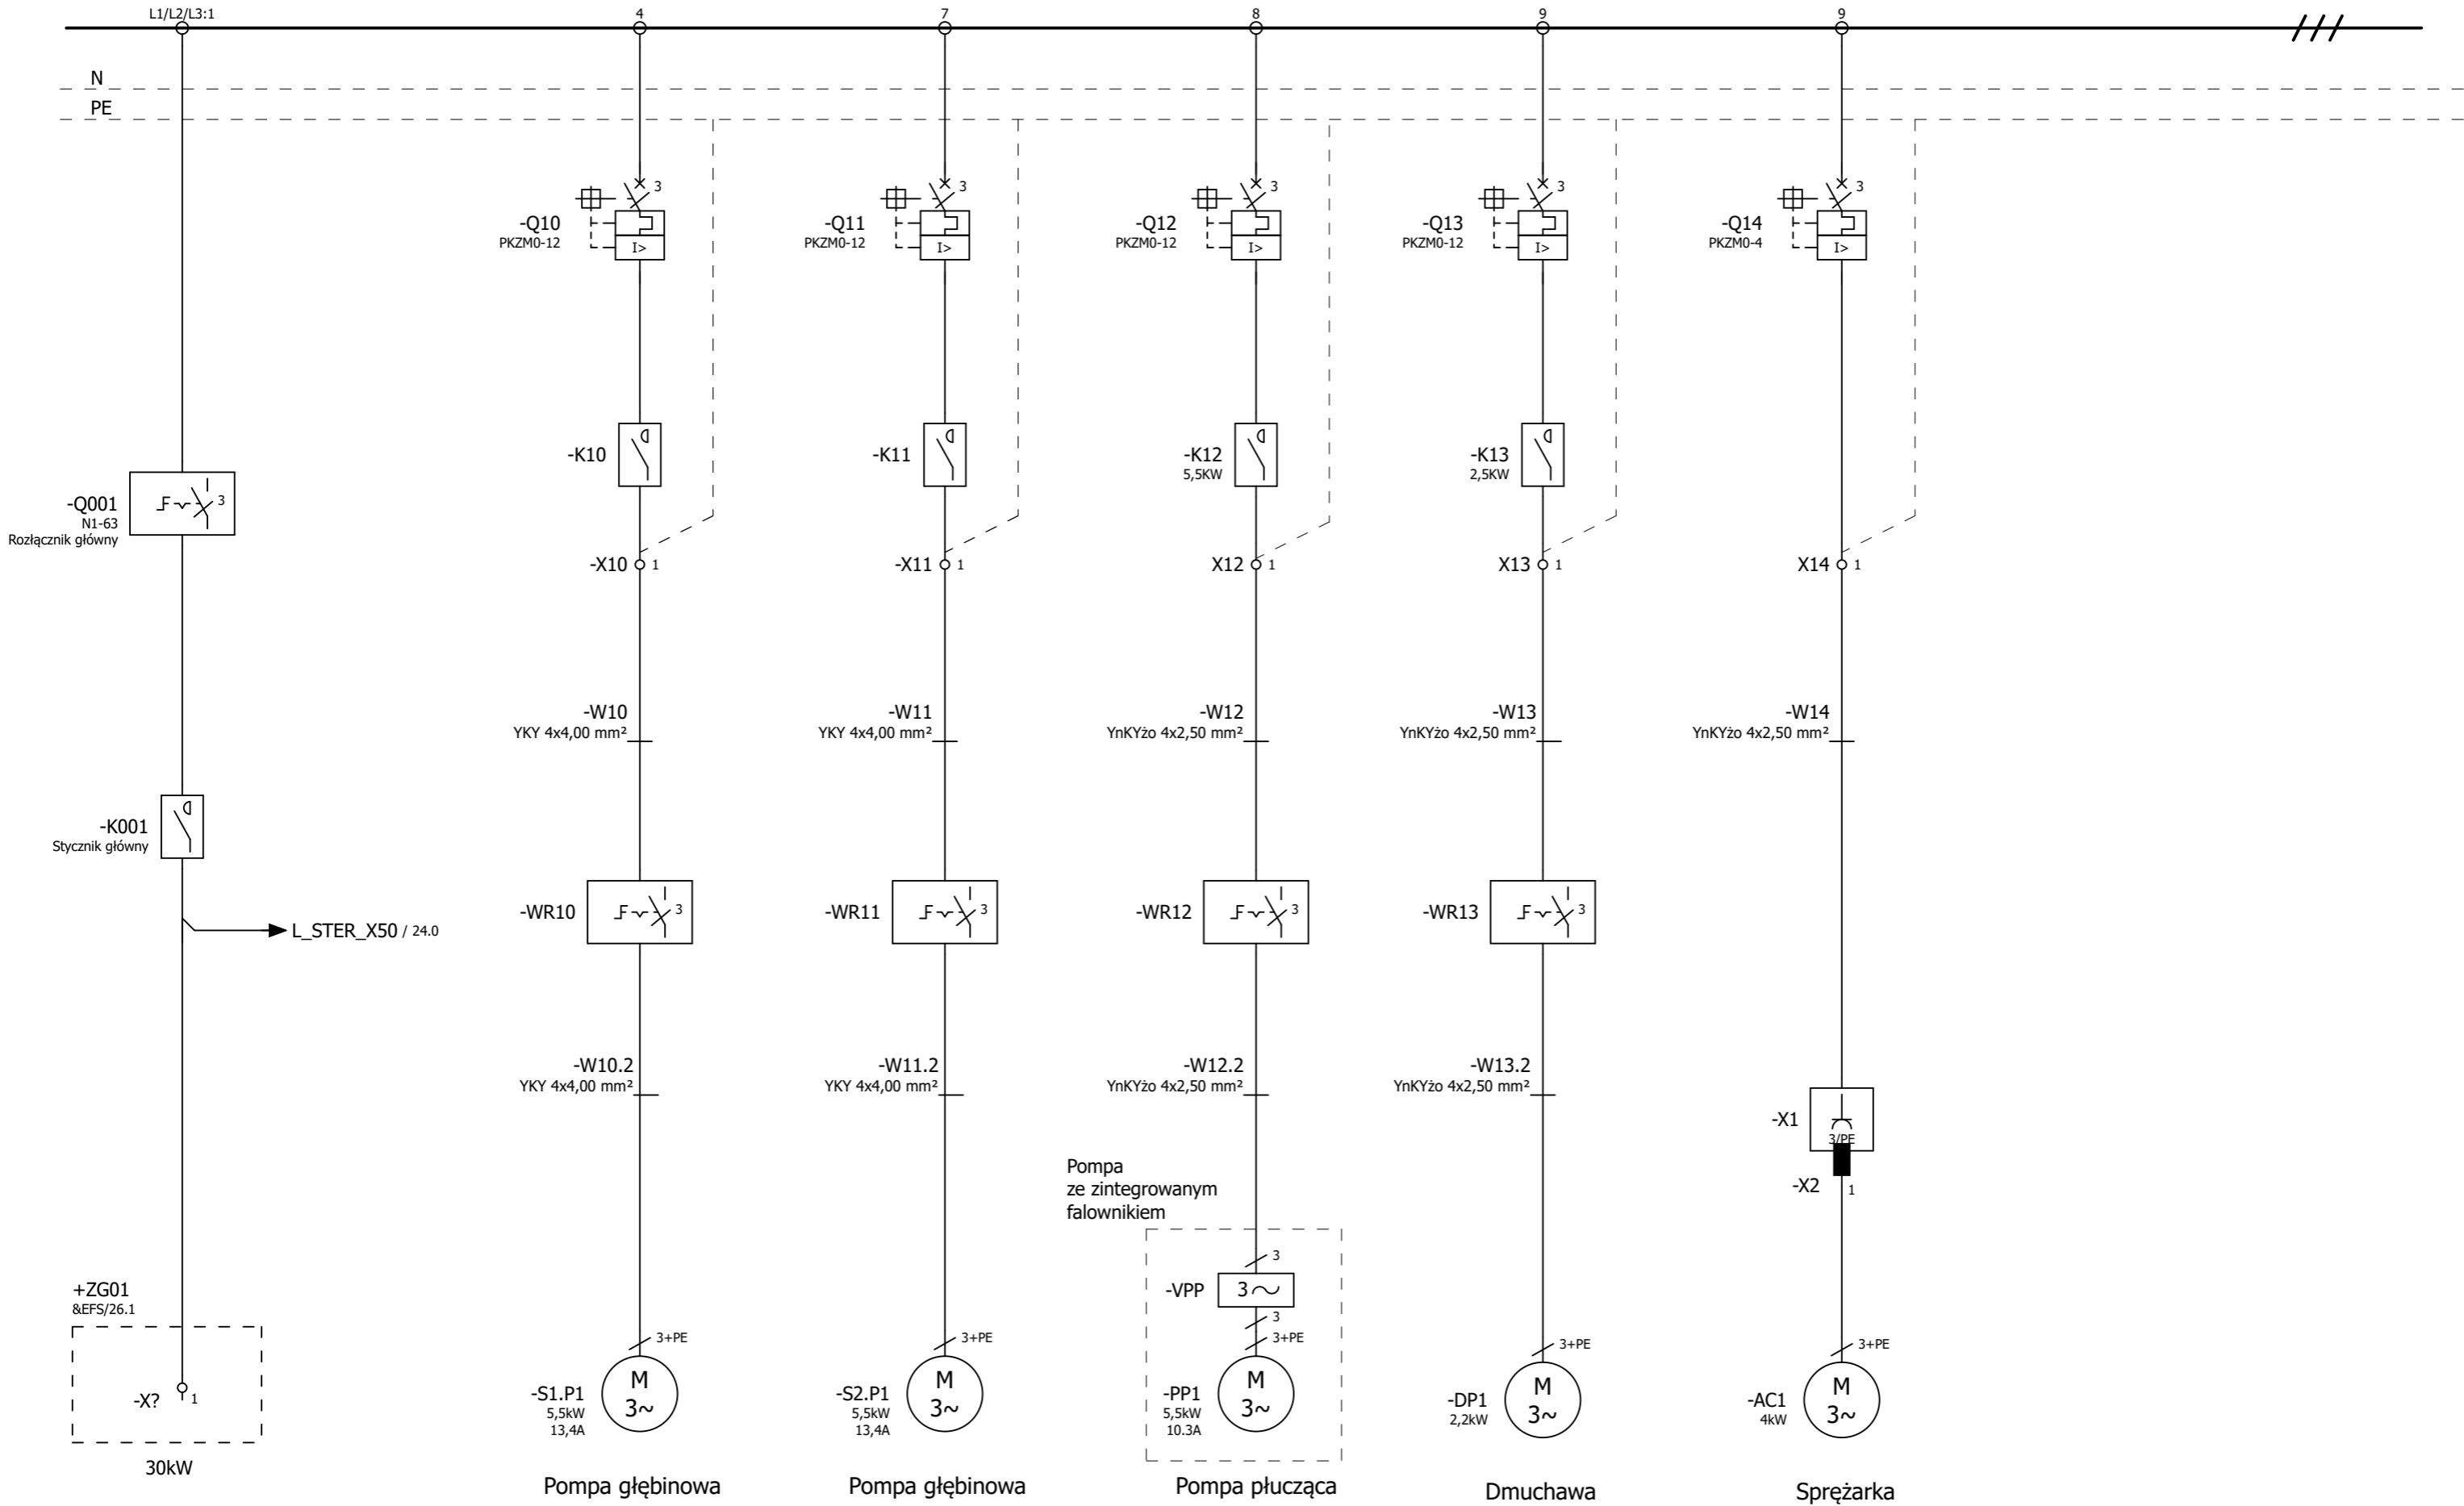 L1/L2/L3:1
4
7
8
9
9
N
PE
-Q10
PKZM0-12
3
I>
-Q11
PKZM0-12
3
I>
-Q12
PKZM0-12
3
I>
-Q13
PKZM0-12
3
I>
-Q14
PKZM0-4
3
I>
-K10
-K11
-K12
5,5KW
-K13
2,5KW
-Q001
N1-63
Rozłącznik główny
3
-X10
1
-X11
1
X12
1
X13
1
X14
1
-W10
YKY 4x4,00 mm²
-W11
YKY 4x4,00 mm²
-W12
YnKYżo 4x2,50 mm²
-W13
YnKYżo 4x2,50 mm²
-W14
YnKYżo 4x2,50 mm²
-K001
Stycznik główny
L_STER_X50 / 24.0
-WR10
3
-WR11
3
-WR12
3
-WR13
3
-W10.2
YKY 4x4,00 mm²
-W11.2
YKY 4x4,00 mm²
-W12.2
YnKYżo 4x2,50 mm²
-W13.2
YnKYżo 4x2,50 mm²
-X1
3/PE
-X2
1
Pompa
ze zintegrowanym
falownikiem
3
-VPP
3
3
+ZG01
&EFS/26.1
-X?
1
30kW
3+PE
-S1.P1
5,5kW
13,4A
M
3~
Pompa głębinowa
3+PE
-S2.P1
5,5kW
13,4A
M
3~
Pompa głębinowa
3+PE
-PP1
5,5kW
10.3A
M
3~
Pompa płucząca
3+PE
-DP1
2,2kW
M
3~
Dmuchawa
3+PE
-AC1
4kW
M
3~
Sprężarka